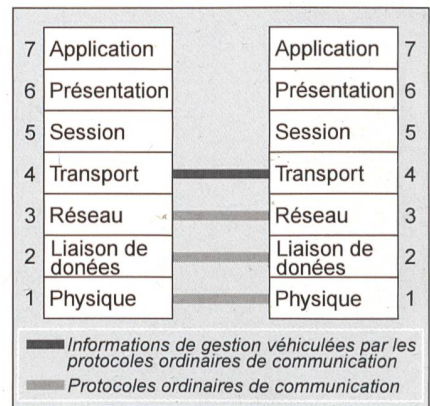 7 Application Application 7
6 Présentation Présentation 6
5 Session Session 5
4 Transport Transport 4
3 Réseau Réseau 3
2 Liaison de donées Liaison de donées 2
1 Physique Physique 1
Informations de gestion véhiculées par les
protocoles ordinaires de communication
Protocoles ordinaires de communication